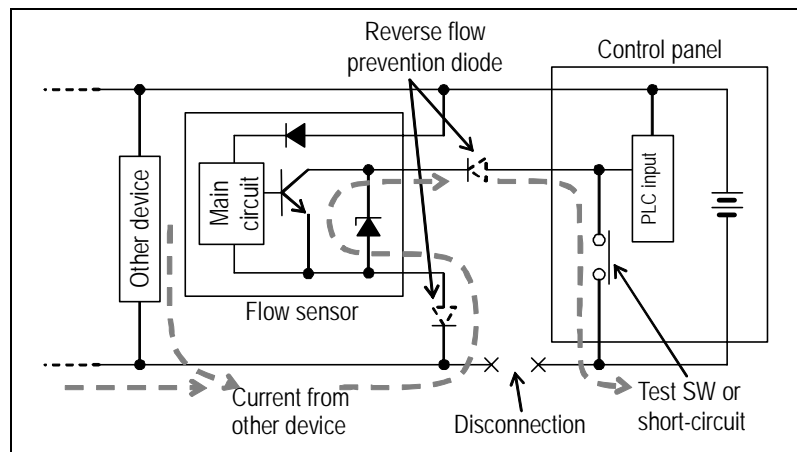 Reverse flow
prevention diode
Control panel
Main
circuit
Other device
PLC input
Flow sensor
Current from
other device
Disconnection
Test SW or
short-circuit